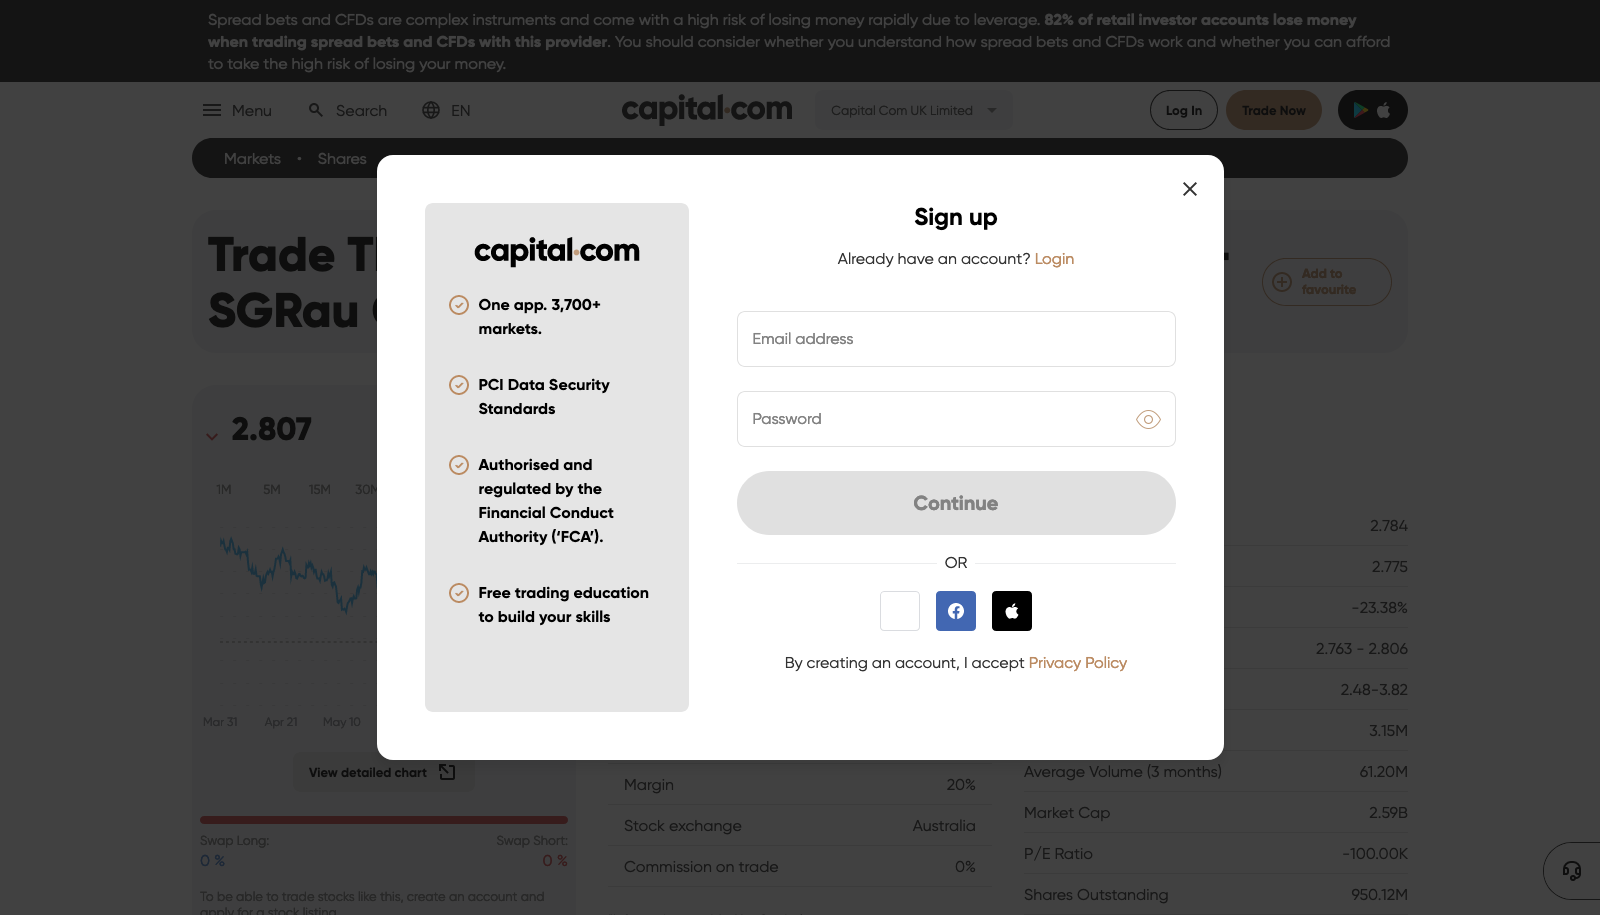 Spread bets and CFDs are complex instruments and come with a high risk of losing money rapidly due to leverage. 82% of retail investor accounts lose money
when trading spread bets and CFDs with this provider. You should consider whether you understand how spread bets and CFDs work and whether you can afford
to take the high risk of losing your money.
Menu
Search
EN
capital.com
Capital Com UK Limited
Log In
Trade Now
Markets • Shares
Trade
SGRau
Add to
favourite
Sign up
Already have an account? Login
capital.com
One app. 3,700+
markets.
PCI Data Security
Standards
Authorised and
regulated by the
Financial Conduct
Authority (‘FCA’).
Free trading education
to build your skills
Email address
Password
Continue
OR
By creating an account, I accept Privacy Policy
2.807
1M 5M 15M 30M
Mar 31 Apr 21 May 10
View detailed chart
Swap Long: Swap Short:
0 % 0 %
To be able to trade stocks like this, create an account and
apply for a stock listing
Margin 20%
Stock exchange Australia
Commission on trade 0%
2.784
2.775
-23.38%
2.763 - 2.806
2.48-3.82
3.15M
Average Volume (3 months) 61.20M
Market Cap 2.59B
P/E Ratio -100.00K
Shares Outstanding 950.12M